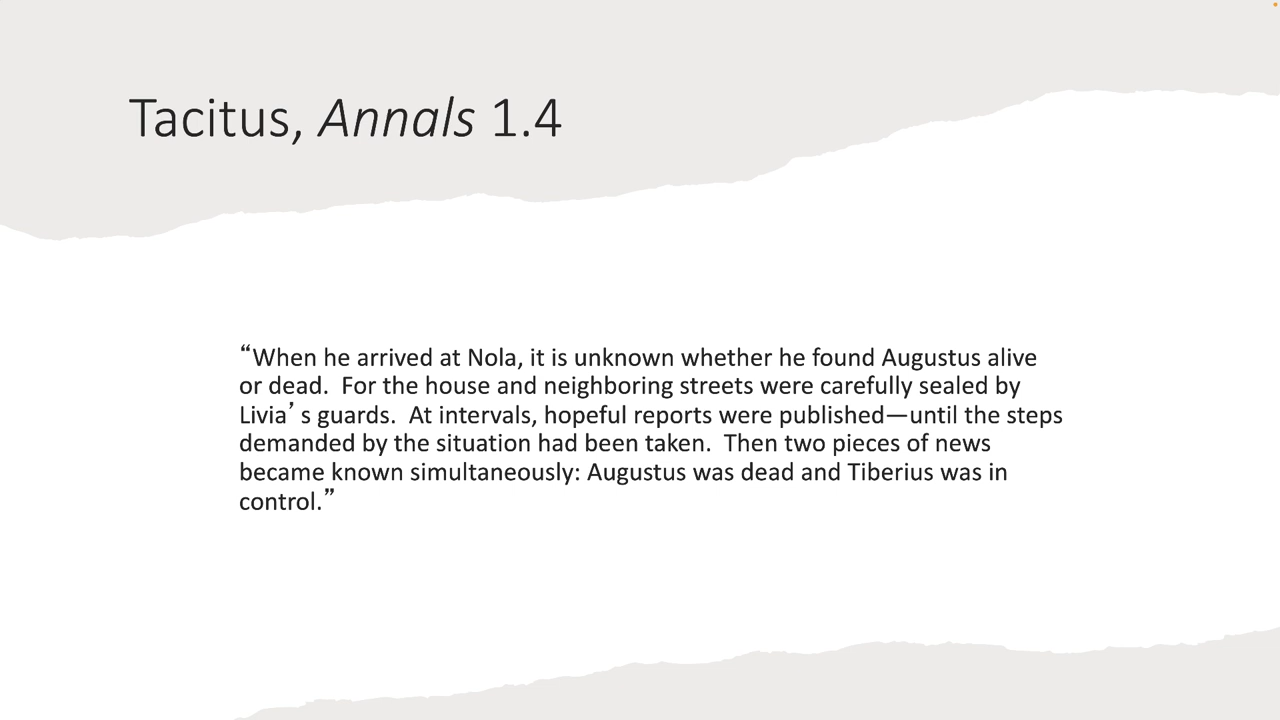 Tacitus, Annals 1.4
“When he arrived at Nola, it is unknown whether he found Augustus alive
or dead.  For the house and neighboring streets were carefully sealed by
Livia’s guards.  At intervals, hopeful reports were published—until the steps
demanded by the situation had been taken.  Then two pieces of news
became known simultaneously: Augustus was dead and Tiberius was in
control.”